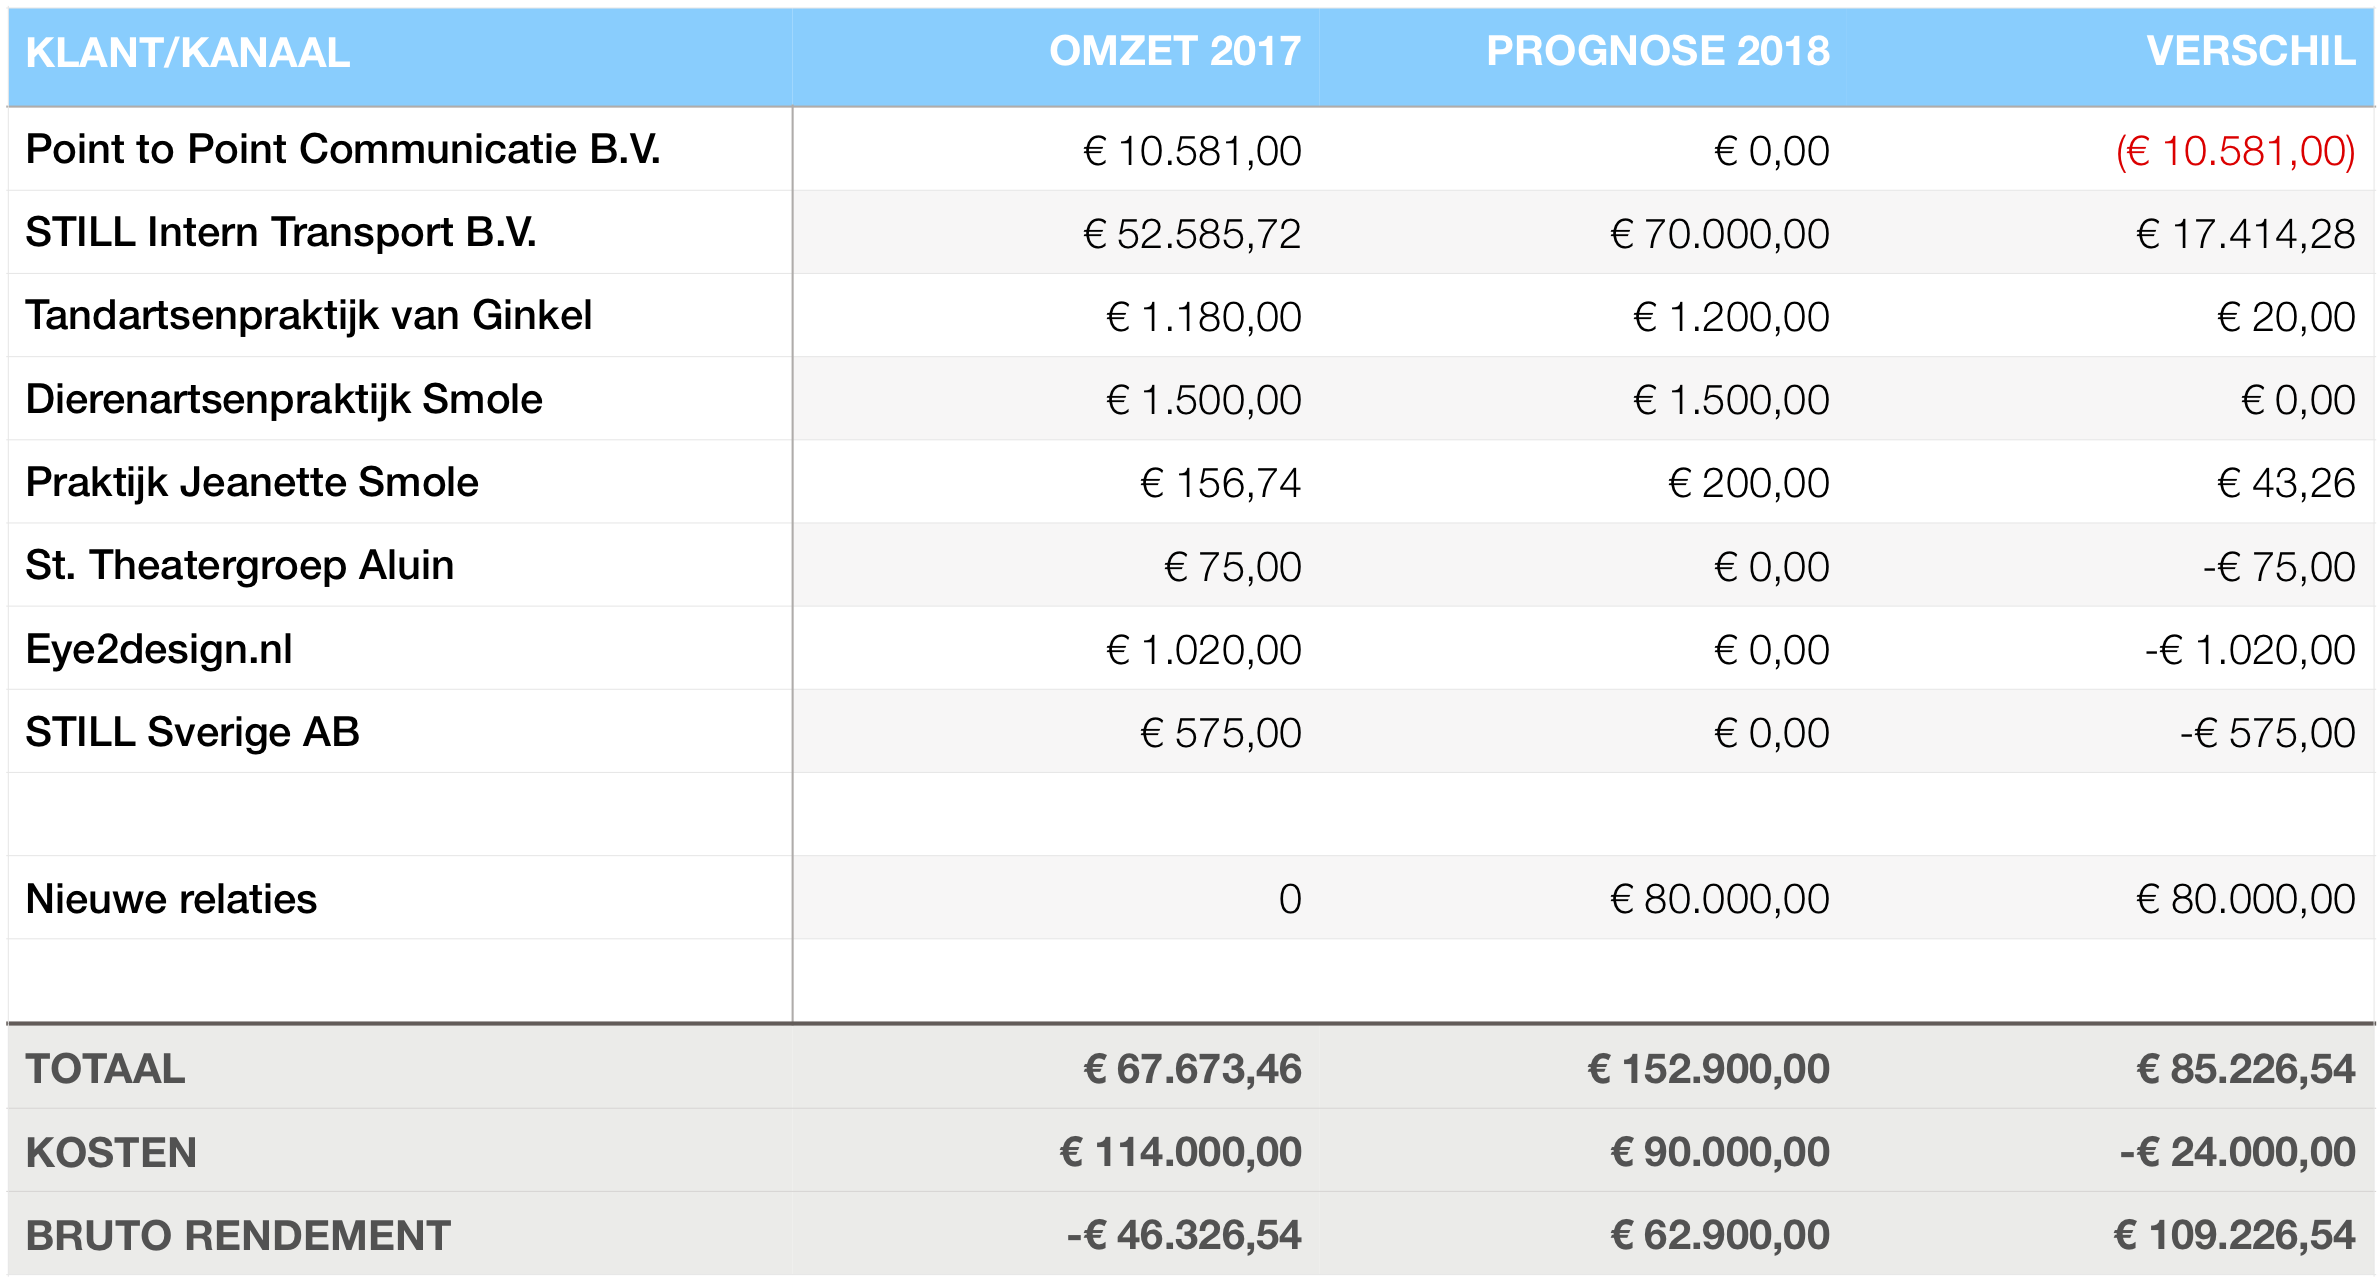 KLANT/KANAAL OMZET 2017 PROGNOSE 2018 VERSCHIL
Point to Point Communicatie B.V. € 10.581,00 € 0,00 (€ 10.581,00)
STILL Intern Transport B.V. € 52.585,72 € 70.000,00 € 17.414,28
Tandartsenpraktijk van Ginkel € 1.180,00 € 1.200,00 € 20,00
Dierenartsenpraktijk Smole € 1.500,00 € 1.500,00 € 0,00
Praktijk Jeanette Smole € 156,74 € 200,00 € 43,26
St. Theatergroep Aluin € 75,00 € 0,00 -€ 75,00
Eye2design.nl € 1.020,00 € 0,00 -€ 1.020,00
STILL Sverige AB € 575,00 € 0,00 -€ 575,00
Nieuwe relaties 0 € 80.000,00 € 80.000,00
TOTAAL € 67.673,46 € 152.900,00 € 85.226,54
KOSTEN € 114.000,00 € 90.000,00 -€ 24.000,00
BRUTO RENDEMENT -€ 46.326,54 € 62.900,00 € 109.226,54